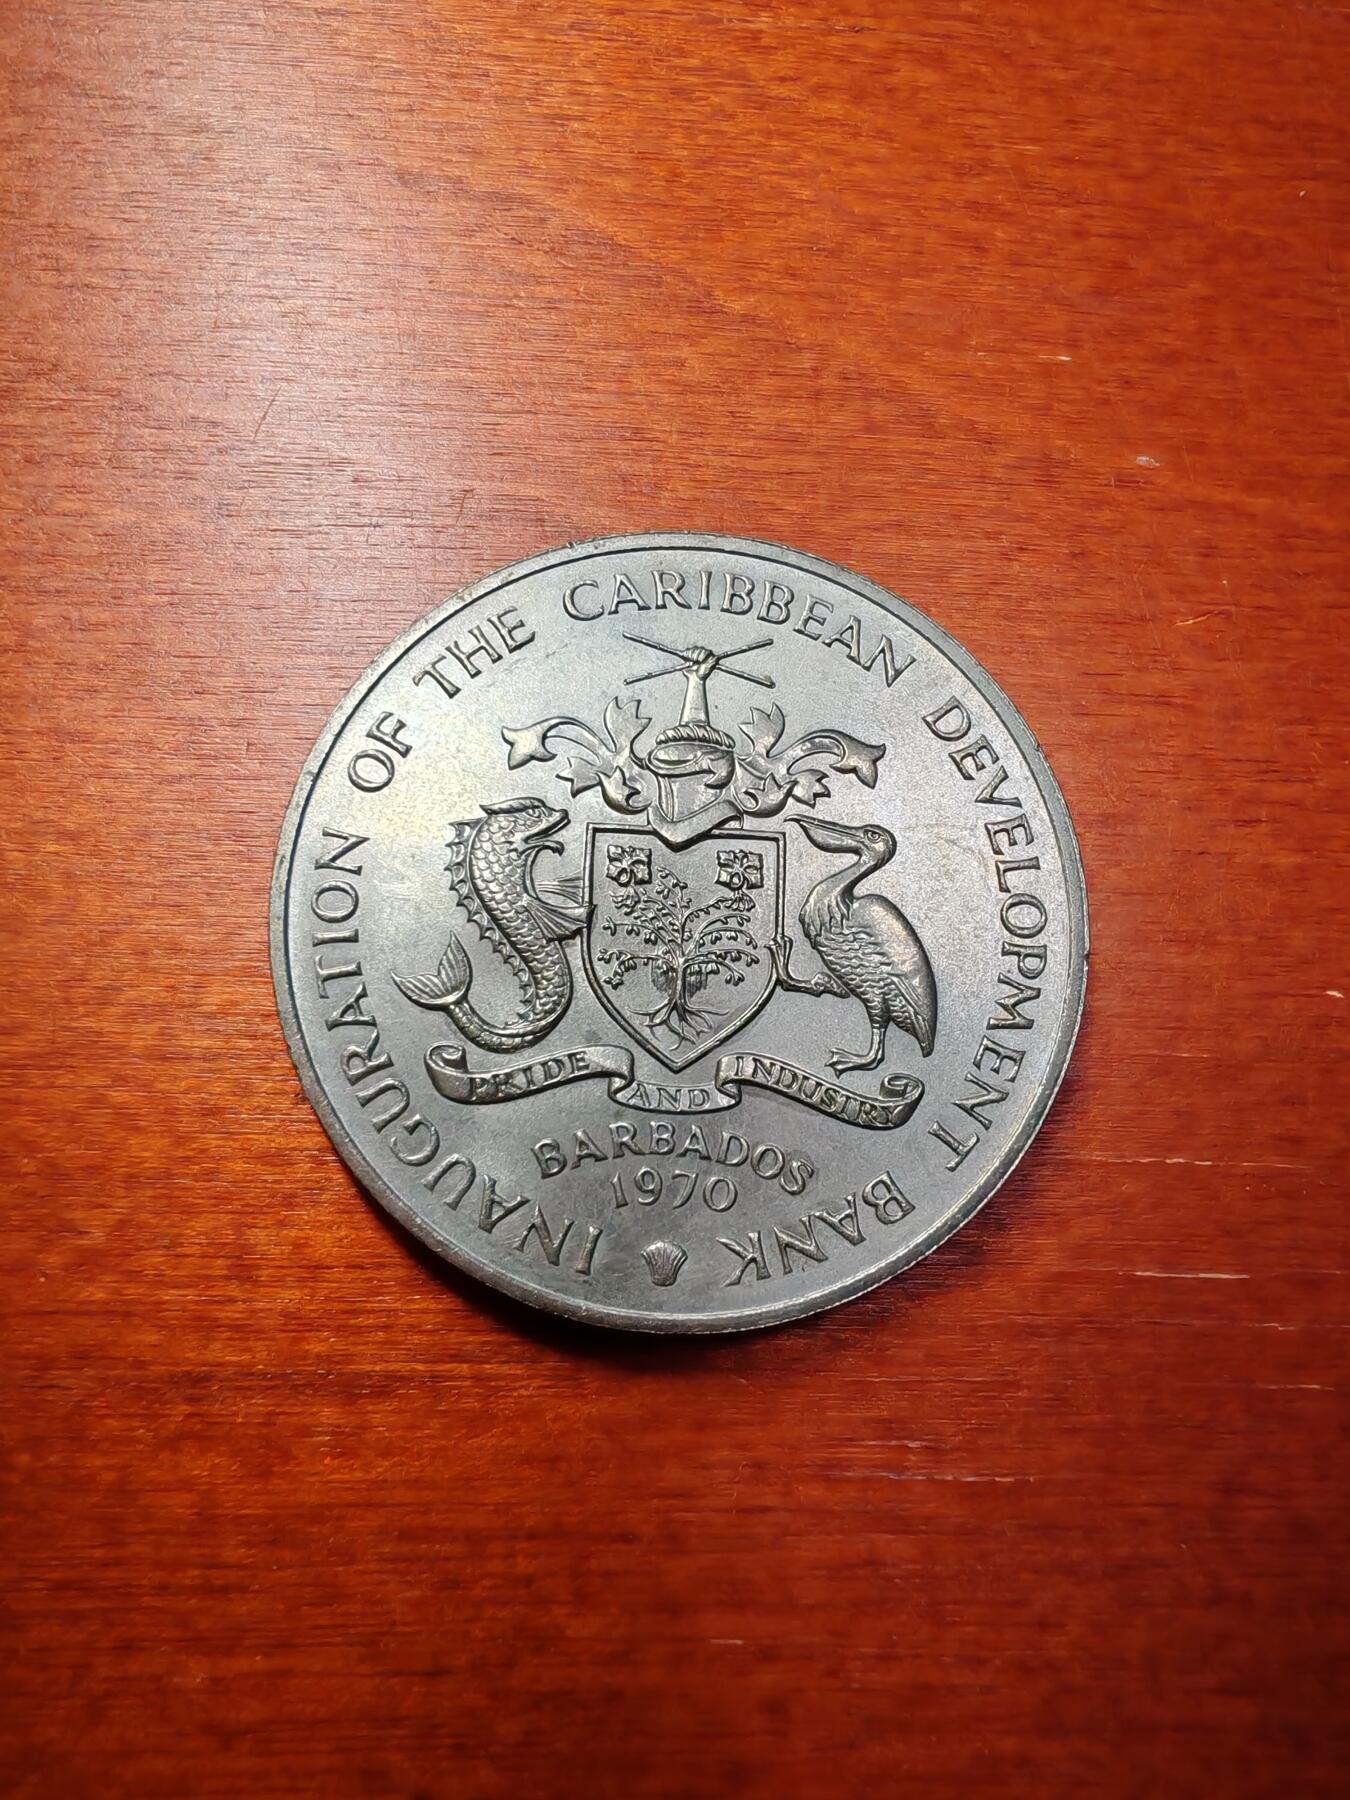 INAUGURATION OF THE CARIBBEAN DEVELOPMENT BANK
PRIDE AND INDUSTRY
BARBADOS
1970